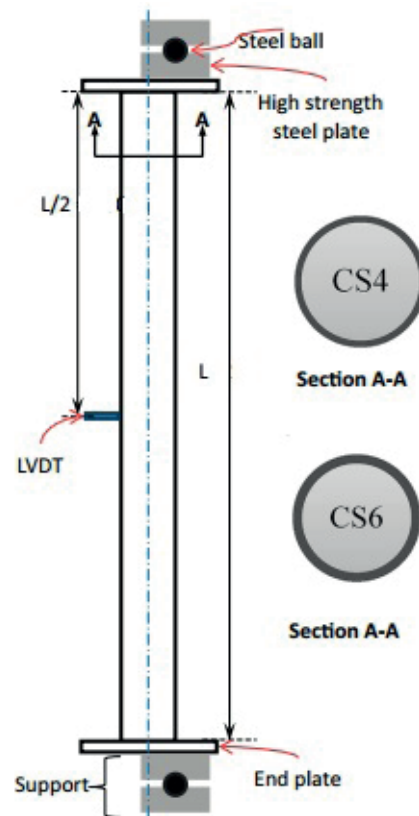 Steel ball
High strength
steel plate
A
A
L/2
CS4
Section A-A
L
LVDT
CS6
Section A-A
Support
End plate